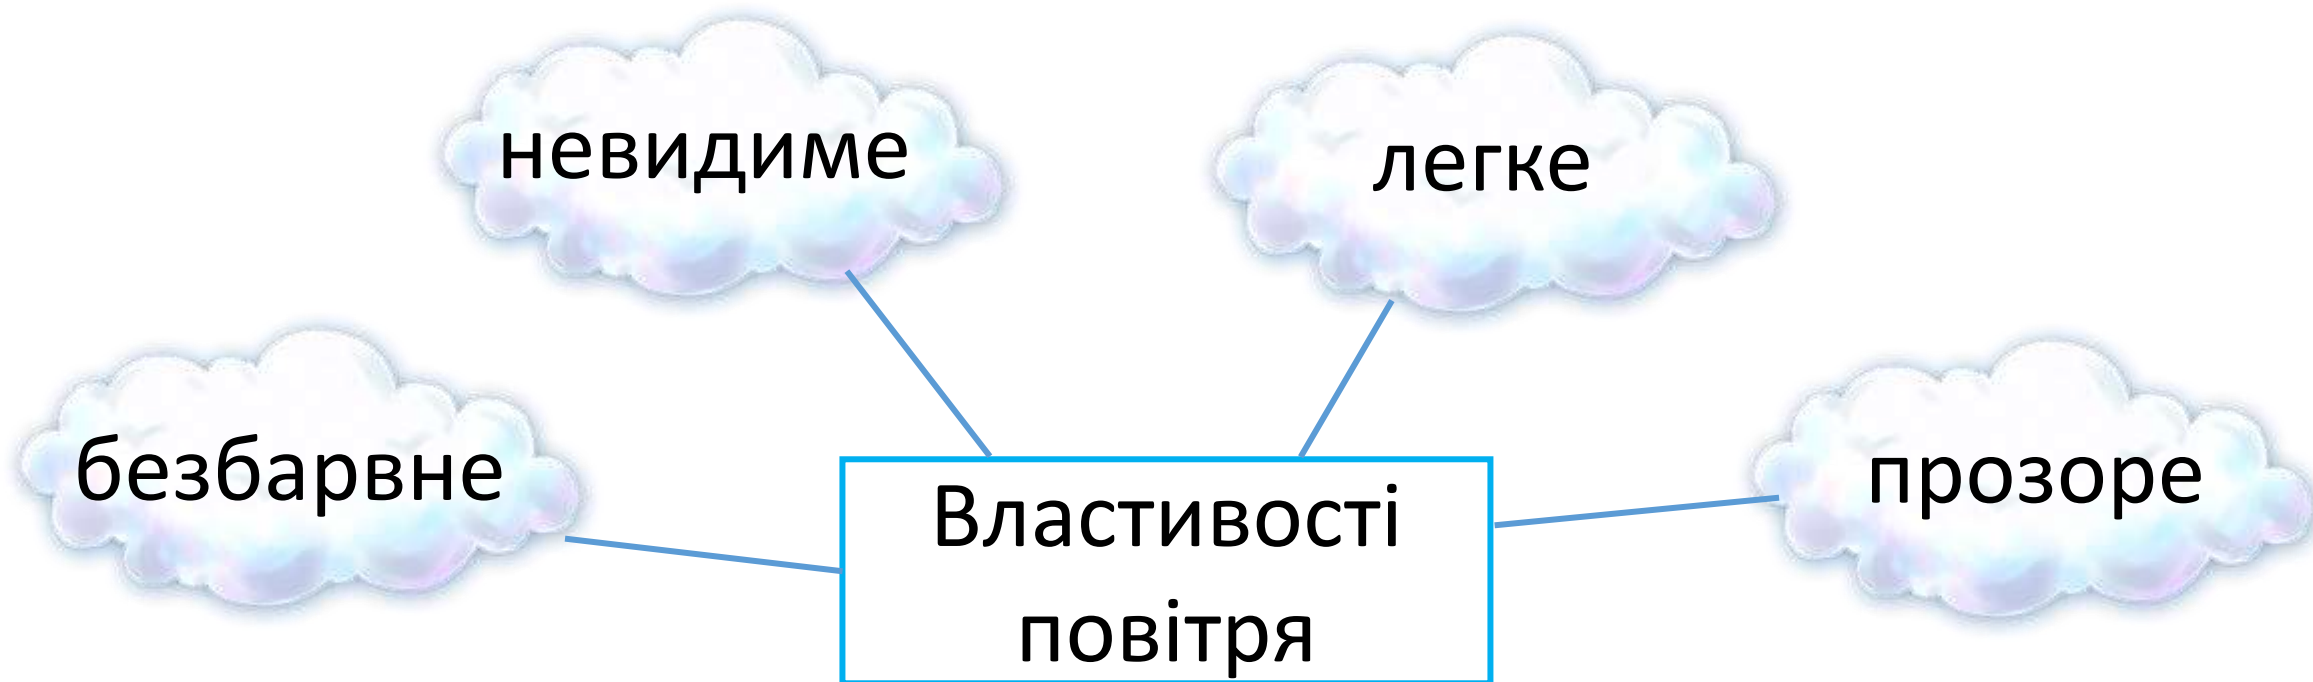 невидиме
легке
безбарвне
прозоре
Властивості
повітря